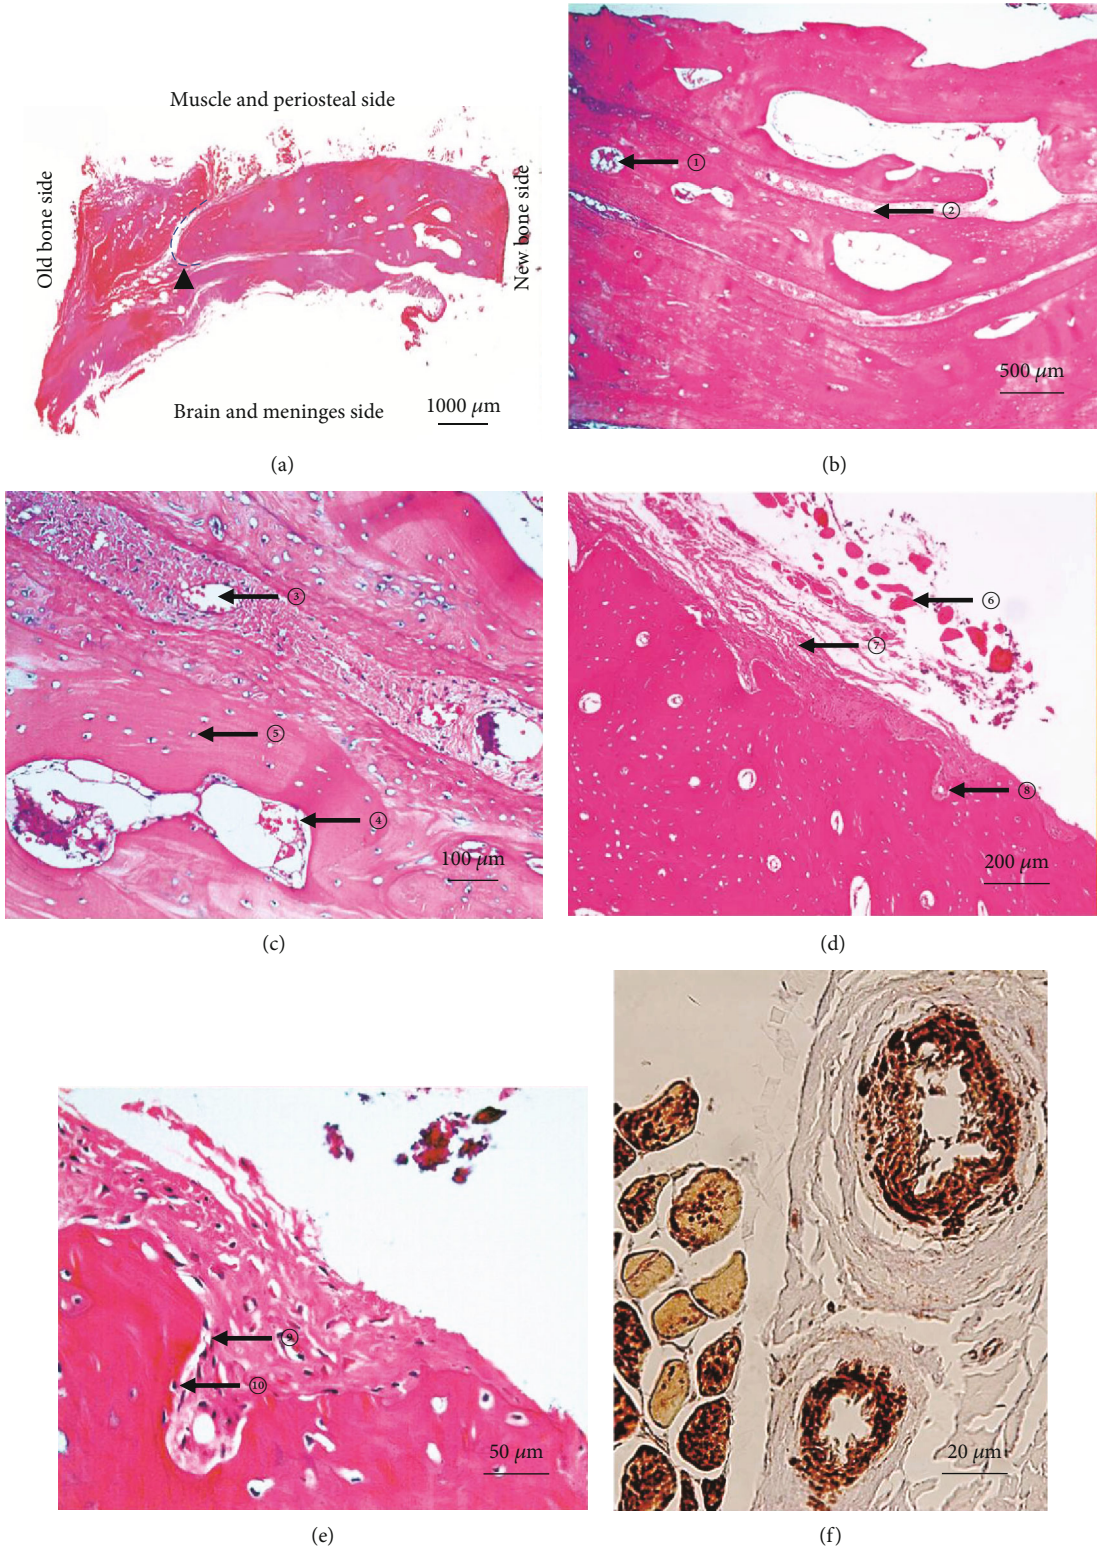 Muscle and periosteal side
Old bone side
New bone side
Brain and meninges side
1000 μm
(a)
①
②
500 μm
(b)
③
⑤
④
100 μm
(c)
⑥
⑦
⑧
200 μm
(d)
⑨
⑩
50 μm
(e)
20 μm
(f)